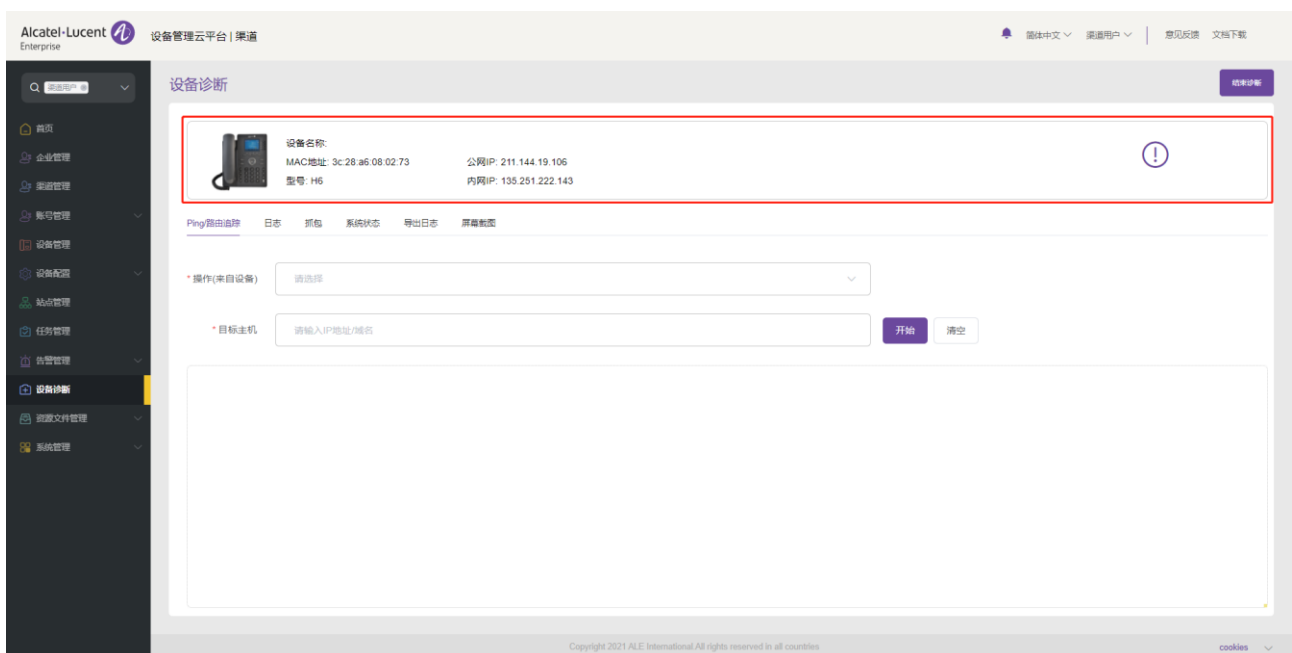 Alcatel·Lucent
Enterprise
设备管理云平台 | 渠道
简体中文 渠道用户 意见反馈 文档下载
渠道用户
首页
企业管理
渠道管理
账号管理
设备管理
设备配置
站点管理
任务管理
告警管理
设备诊断
资源文件管理
系统管理
设备诊断
结束诊断
设备名称:
MAC地址: 3c:28:a6:08:02:73 公网IP: 211.144.19.106
型号: H6 内网IP: 135.251.222.143
Ping/路由追踪 日志 抓包 系统状态 导出日志 屏幕截图
* 操作(来自设备) 请选择
* 目标主机 请输入IP地址/域名 开始 清空
Copyright 2021 ALE International.All rights reserved in all countries
cookies